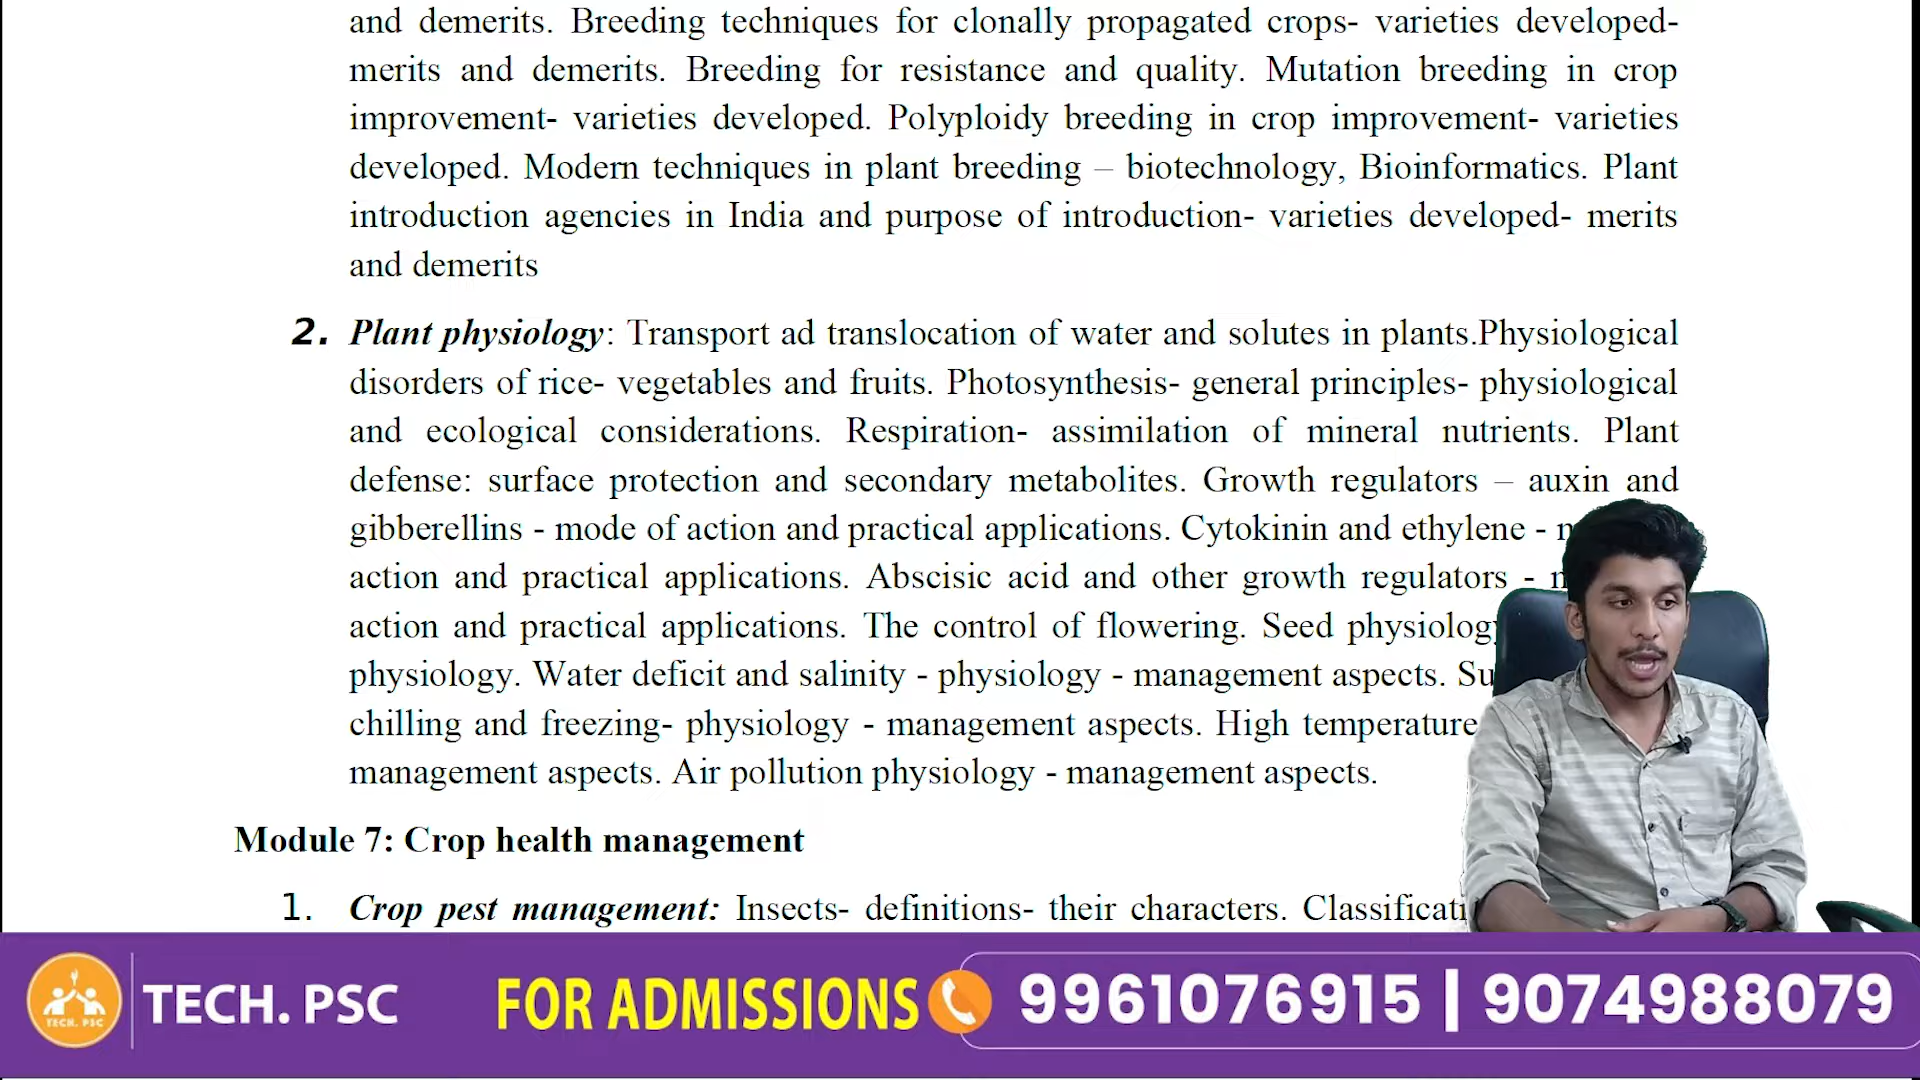 and demerits. Breeding techniques for clonally propagated crops- varieties developed-
merits and demerits. Breeding for resistance and quality. Mutation breeding in crop
improvement- varieties developed. Polyploidy breeding in crop improvement- varieties
developed. Modern techniques in plant breeding – biotechnology, Bioinformatics. Plant
introduction agencies in India and purpose of introduction- varieties developed- merits
and demerits
2. Plant physiology: Transport ad translocation of water and solutes in plants.Physiological
disorders of rice- vegetables and fruits. Photosynthesis- general principles- physiological
and ecological considerations. Respiration- assimilation of mineral nutrients. Plant
defense: surface protection and secondary metabolites. Growth regulators – auxin and
gibberellins - mode of action and practical applications. Cytokinin and ethylene -
action and practical applications. Abscisic acid and other growth regulators -
action and practical applications. The control of flowering. Seed physiology
physiology. Water deficit and salinity - physiology - management aspects.
chilling and freezing- physiology - management aspects. High temperature
management aspects. Air pollution physiology - management aspects.
Module 7: Crop health management
1. Crop pest management: Insects- definitions- their characters.
TECH. PSC
TECH. PSC
FOR ADMISSIONS
9961076915 | 9074988079